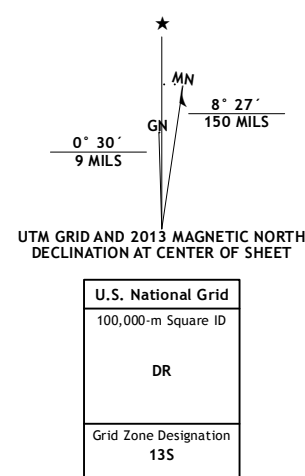 ★
MN
GN
8° 27´
150 MILS
0° 30´
9 MILS
UTM GRID AND 2013 MAGNETIC NORTH
DECLINATION AT CENTER OF SHEET
U.S. National Grid
100,000-m Square ID
DR
Grid Zone Designation
13S